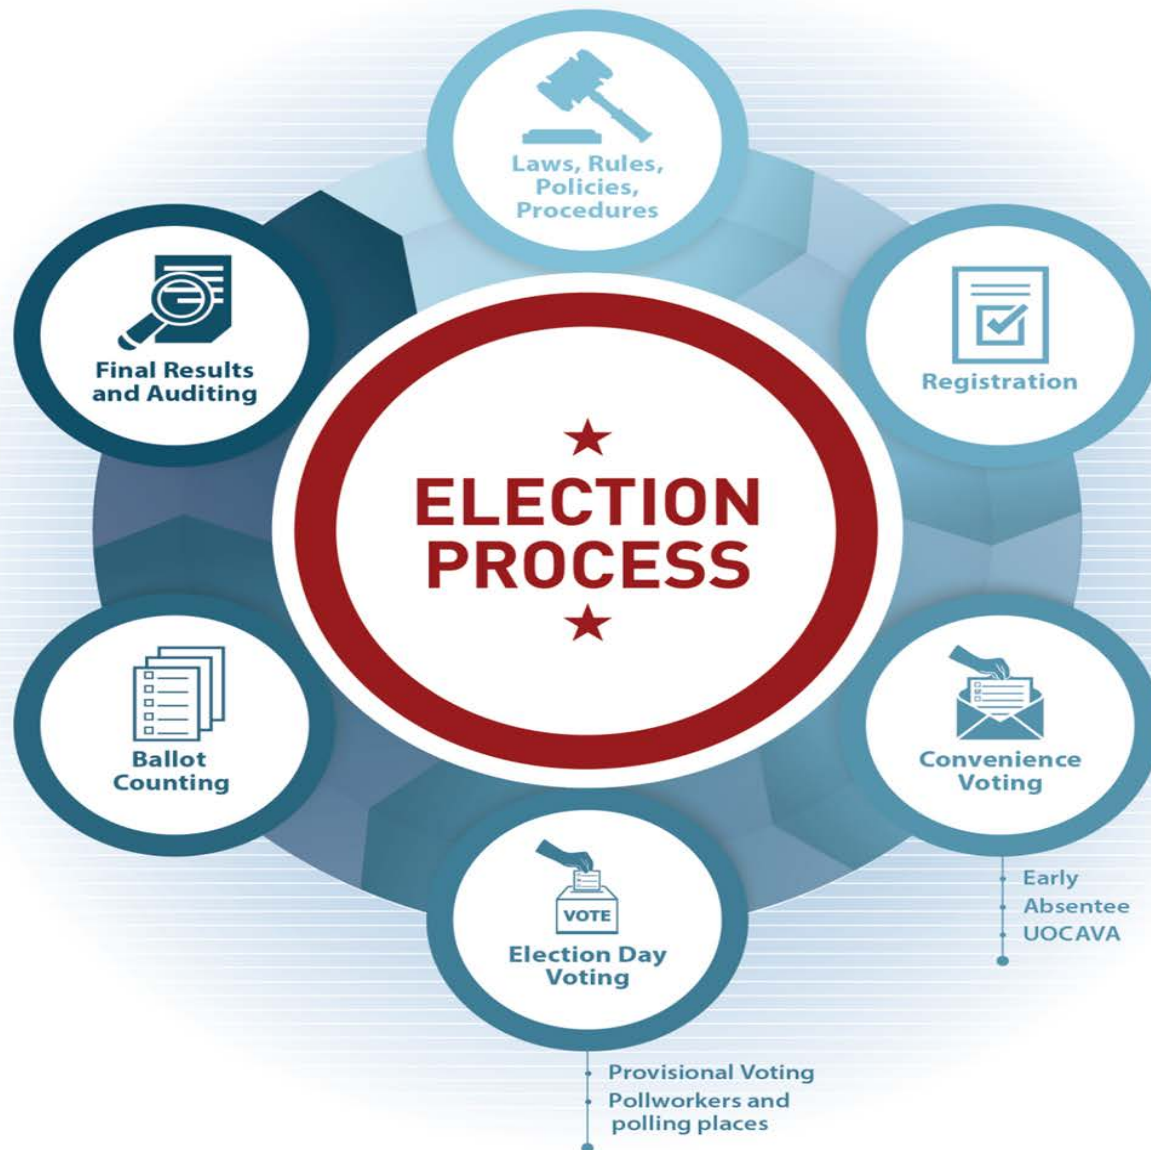 Laws, Rules,
Policies,
Procedures
Registration
Convenience
Voting
Early
Absentee
UOCAVA
VOTE
Election Day
Voting
Provisional Voting
Pollworkers and
polling places
Ballot
Counting
Final Results
and Auditing
ELECTION
PROCESS